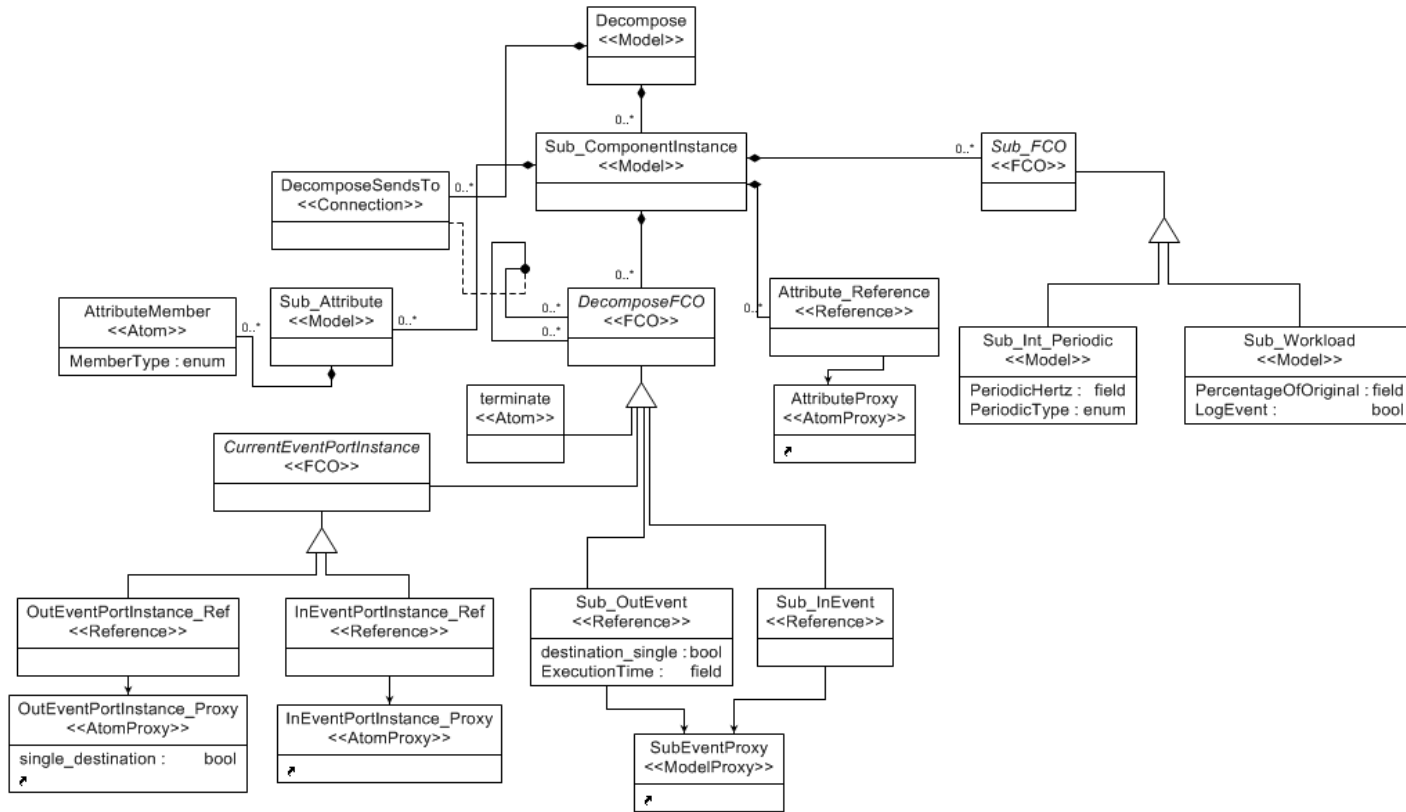 Decompose
<<Model>>
0..*
Sub_ComponentInstance
<<Model>>
0..*
Sub_FCO
<<FCO>>
DecomposeSendsTo
<<Connection>>
0..*
0..*
DecomposeFCO
<<FCO>>
0..*
0..*
Attribute_Reference
<<Reference>>
0..*
AttributeMember
<<Atom>>
MemberType : enum
0..*
Sub_Attribute
<<Model>>
0..*
Sub_Int_Periodic
<<Model>>
PeriodicHertz : field
PeriodicType : enum
Sub_Workload
<<Model>>
PercentageOfOriginal : field
LogEvent : bool
terminate
<<Atom>>
AttributeProxy
<<AtomProxy>>
CurrentEventPortInstance
<<FCO>>
OutEventPortInstance_Ref
<<Reference>>
InEventPortInstance_Ref
<<Reference>>
Sub_OutEvent
<<Reference>>
destination_single : bool
ExecutionTime : field
Sub_InEvent
<<Reference>>
OutEventPortInstance_Proxy
<<AtomProxy>>
single_destination : bool
InEventPortInstance_Proxy
<<AtomProxy>>
SubEventProxy
<<ModelProxy>>